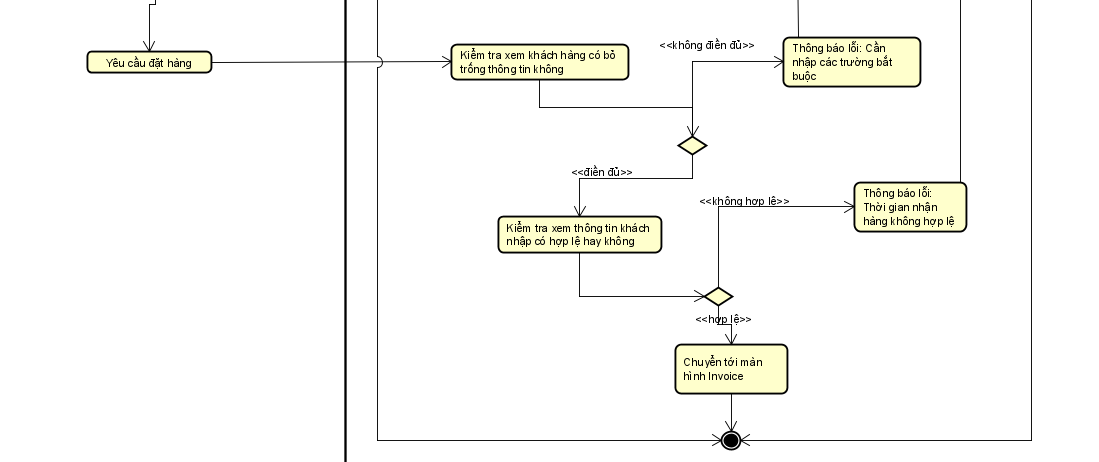 Yêu cầu đặt hàng
Kiểm tra xem khách hàng có bỏ
trống thông tin không
<<không điền đủ>>
Thông báo lỗi: Cần
nhập các trường bắt
buộc
<<điền đủ>>
Kiểm tra xem thông tin khách
nhập có hợp lệ hay không
<<không hợp lệ>>
Thông báo lỗi:
Thời gian nhận
hàng không hợp lệ
<<hợp lệ>>
Chuyển tới màn
hình Invoice